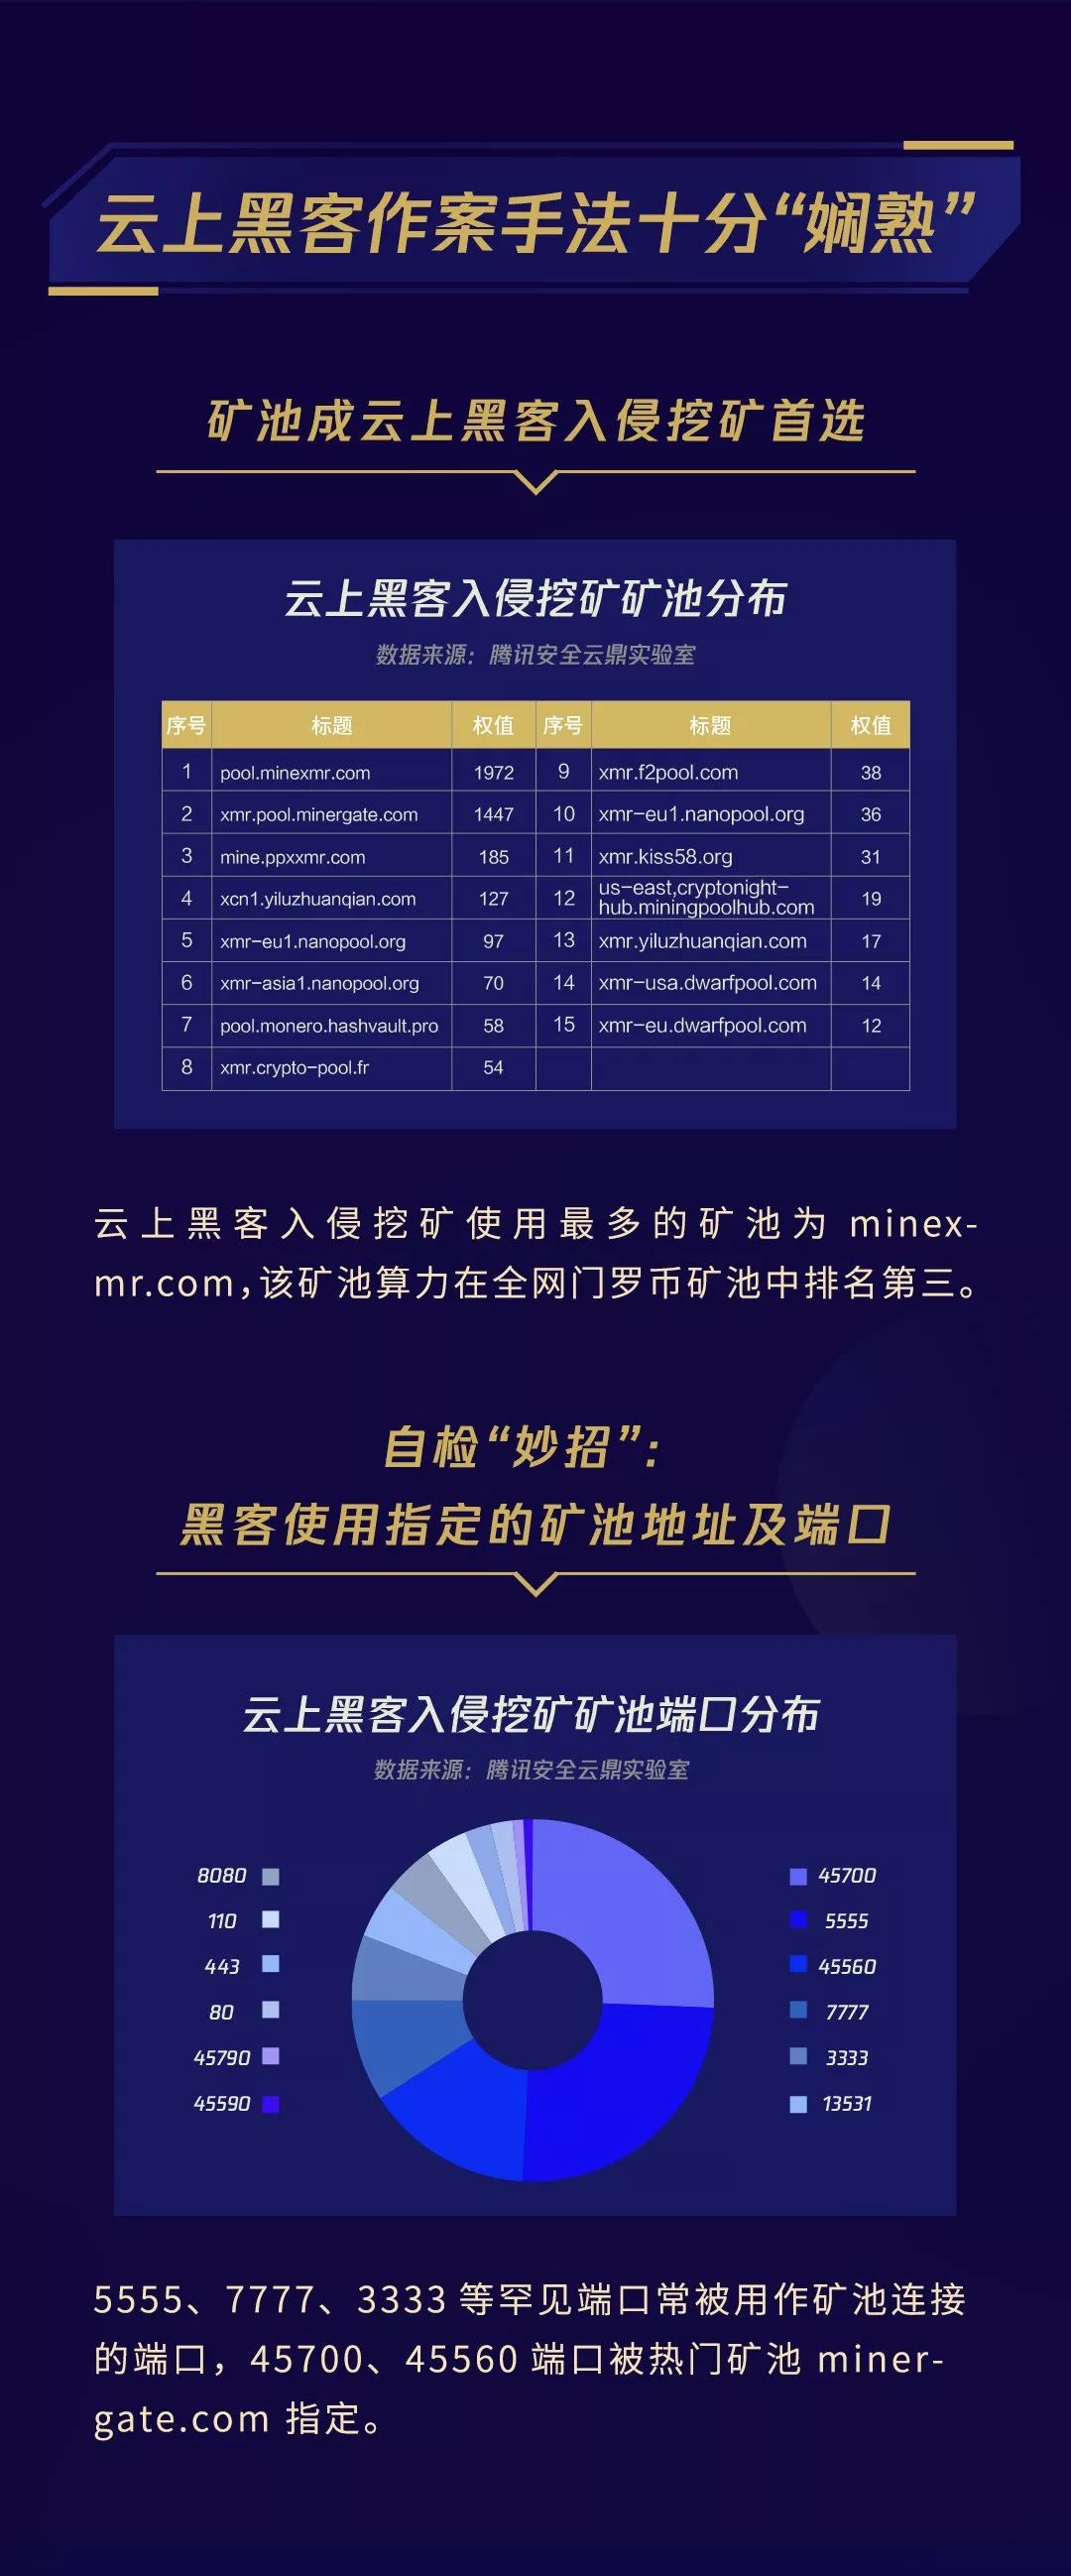 云上黑客作案手法十分“娴熟”
矿池成云上黑客入侵挖矿首选
云上黑客入侵挖矿矿池分布
数据来源：腾讯安全云鼎实验室
序号 标题 权值 序号 标题 权值
1 pool.minexmr.com 1972 9 xmr.f2pool.com 38
2 xmr.pool.minergate.com 1447 10 xmr-eu1.nanopool.org 36
3 mine.ppxxmr.com 185 11 xmr.kiss58.org 31
4 xcn1.yiluzhuanqian.com 127 12 us-east,cryptonight-
hub.miningpoolhub.com 19
5 xmr-eu1.nanopool.org 97 13 xmr.yiluzhuanqian.com 17
6 xmr-asia1.nanopool.org 70 14 xmr-usa.dwarfpool.com 14
7 pool.monero.hashvault.pro 58 15 xmr-eu.dwarfpool.com 12
8 xmr.crypto-pool.fr 54
云上黑客入侵挖矿使用最多的矿池为 minex-
mr.com,该矿池算力在全网门罗币矿池中排名第三。
自检“妙招”：
黑客使用指定的矿池地址及端口
云上黑客入侵挖矿矿池端口分布
数据来源：腾讯安全云鼎实验室
8080
110
443
80
45790
45590
45700
5555
45560
7777
3333
13531
5555、7777、3333 等罕见端口常被用作矿池连接
的端口，45700、45560 端口被热门矿池 miner-
gate.com 指定。